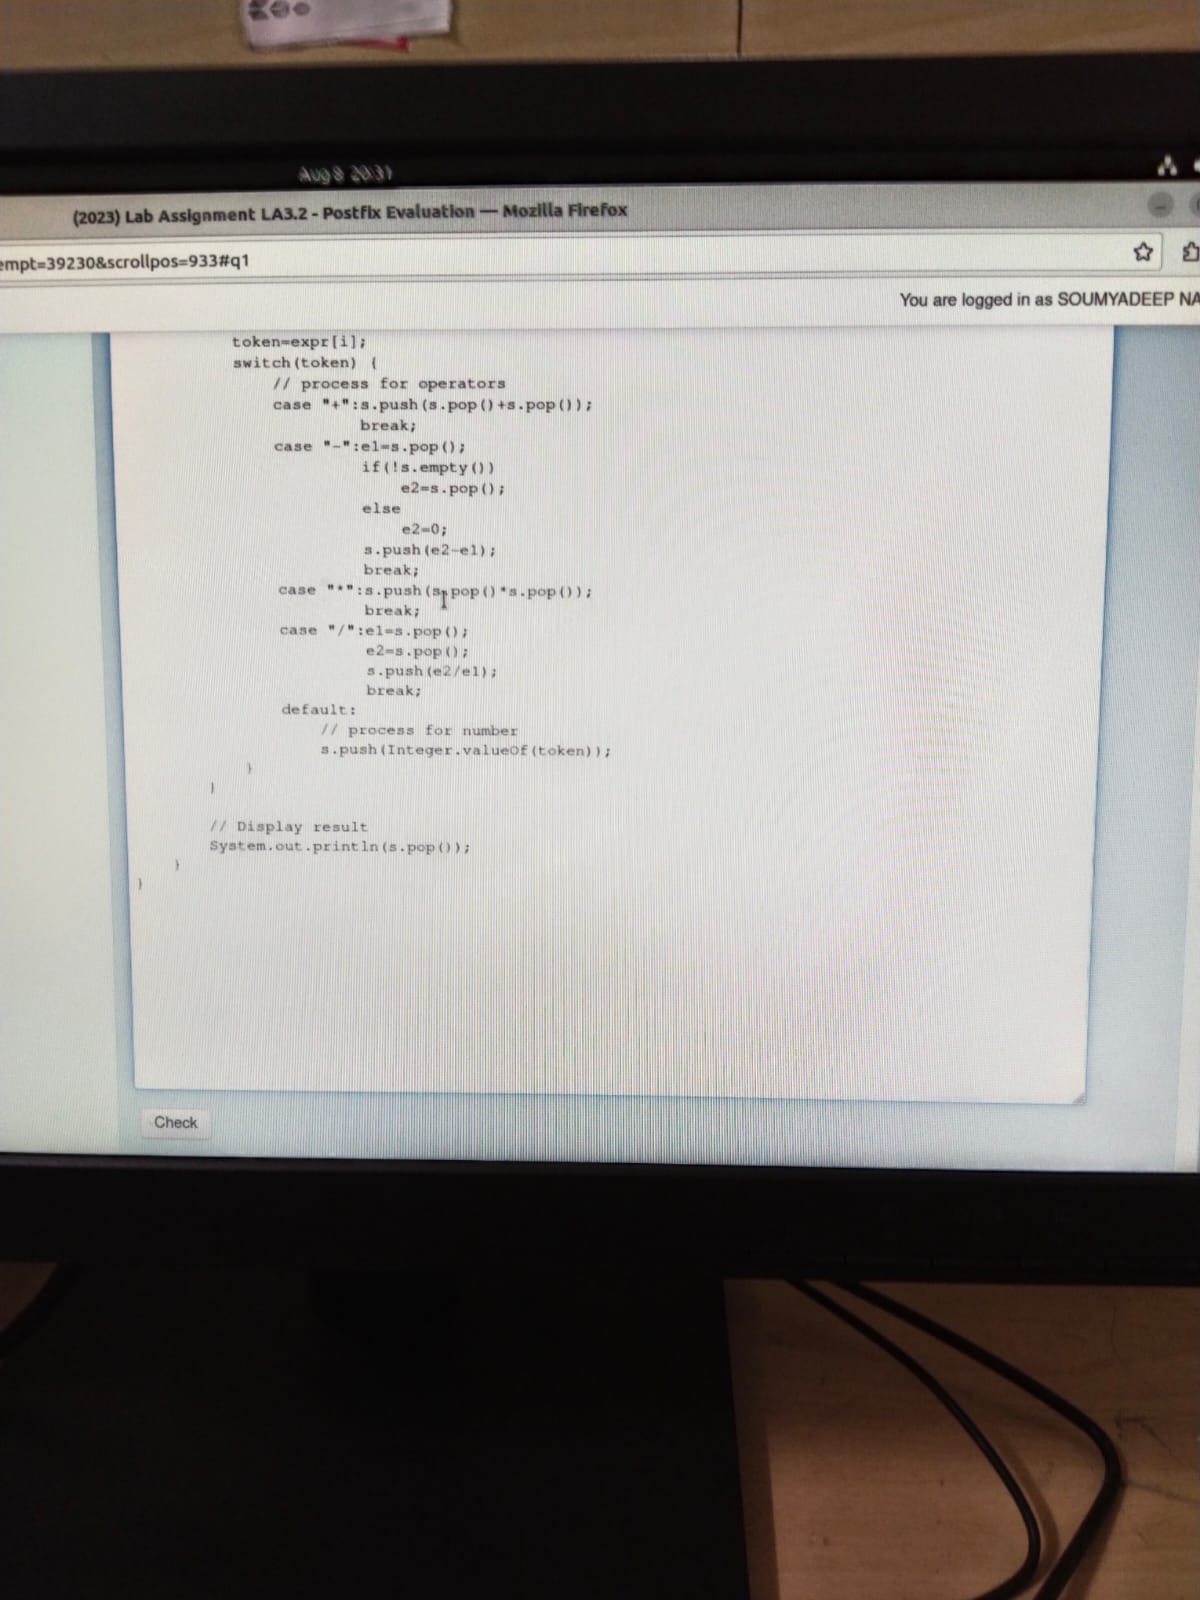 Aug 8 20:31
(2023) Lab Assignment LA3.2 - Postfix Evaluation — Mozilla Firefox
empt=39230&scrollpos=933#q1
You are logged in as SOUMYADEEP NA
token=expr[i];
switch(token) {
// process for operators
case "+":s.push(s.pop()+s.pop());
break;
case "-":e1=s.pop();
if(!s.empty())
e2=s.pop();
else
e2=0;
s.push(e2-e1);
break;
case "*":s.push(s.pop()*s.pop());
break;
case "/":e1=s.pop();
e2=s.pop();
s.push(e2/e1);
break;
default:
// process for number
s.push(Integer.valueOf(token));
}
}
// Display result
System.out.println(s.pop());
}
}
Check